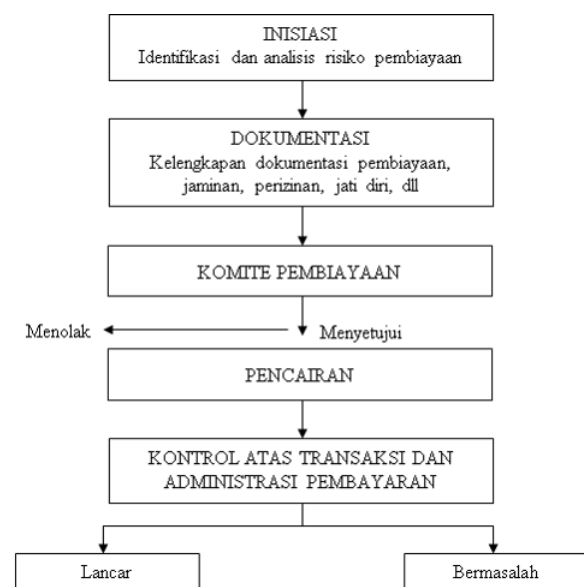 INISIASI
Identifikasi dan analisis risiko pembiayaan
DOKUMENTASI
Kelengkapan dokumentasi pembiayaan,
jaminan, perizinan, jati diri, dll
KOMITE PEMBIAYAAN
Menolak
Menyetujui
PENCAIRAN
KONTROL ATAS TRANSAKSI DAN
ADMINISTRASI PEMBAYARAN
Lancar
Bermasalah